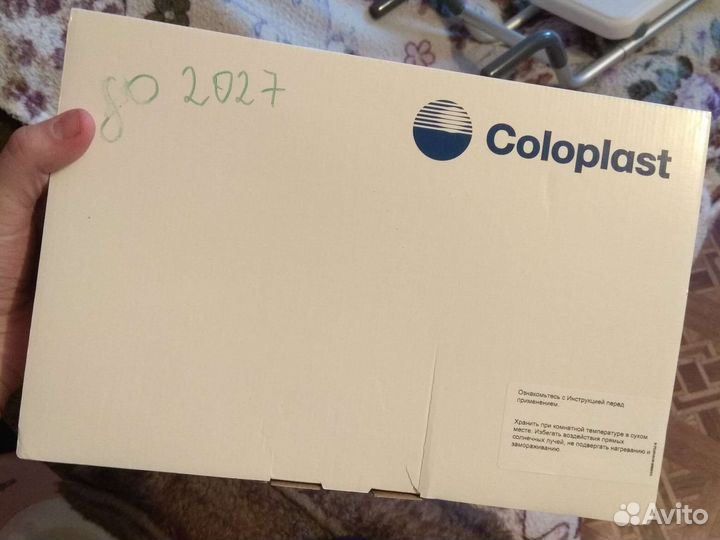 до 2027
Coloplast
Ознакомьтесь с Инструкцией перед
применением.
Хранить при комнатной температуре в сухом
месте. Избегать воздействия прямых
солнечных лучей, не подвергать нагреванию и
замораживанию.
Avito